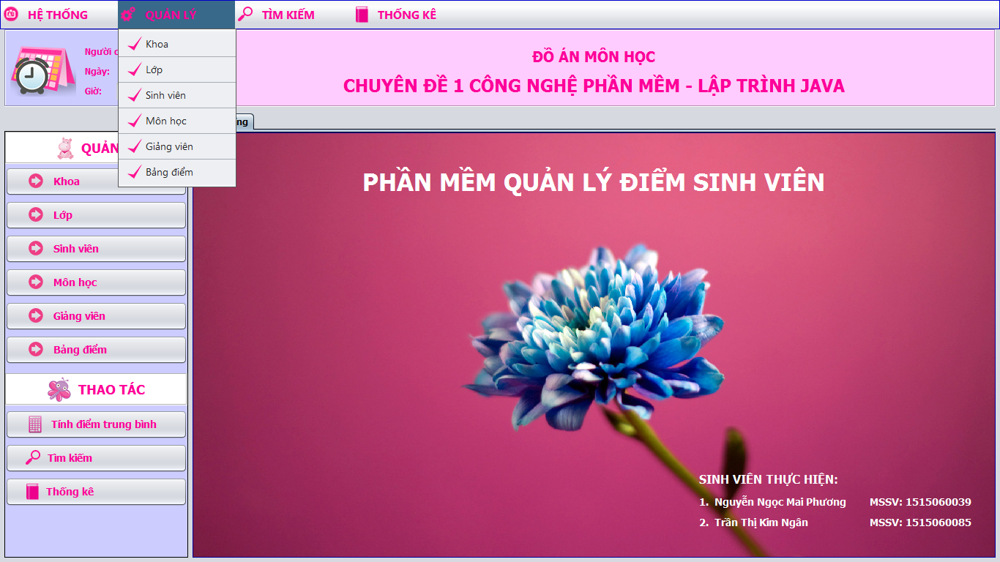 HỆ THỐNG QUẢN LÝ TÌM KIẾM THỐNG KÊ
Khoa
Lớp
Sinh viên
Môn học
Giảng viên
Bảng điểm
Người
Ngày:
Giờ:
ĐỒ ÁN MÔN HỌC
CHUYÊN ĐỀ 1 CÔNG NGHỆ PHẦN MỀM - LẬP TRÌNH JAVA
QUẢN
Khoa
Lớp
Sinh viên
Môn học
Giảng viên
Bảng điểm
THAO TÁC
Tính điểm trung bình
Tìm kiếm
Thống kê
PHẦN MỀM QUẢN LÝ ĐIỂM SINH VIÊN
SINH VIÊN THỰC HIỆN:
1. Nguyễn Ngọc Mai Phương MSSV: 1515060039
2. Trần Thị Kim Ngân MSSV: 1515060085